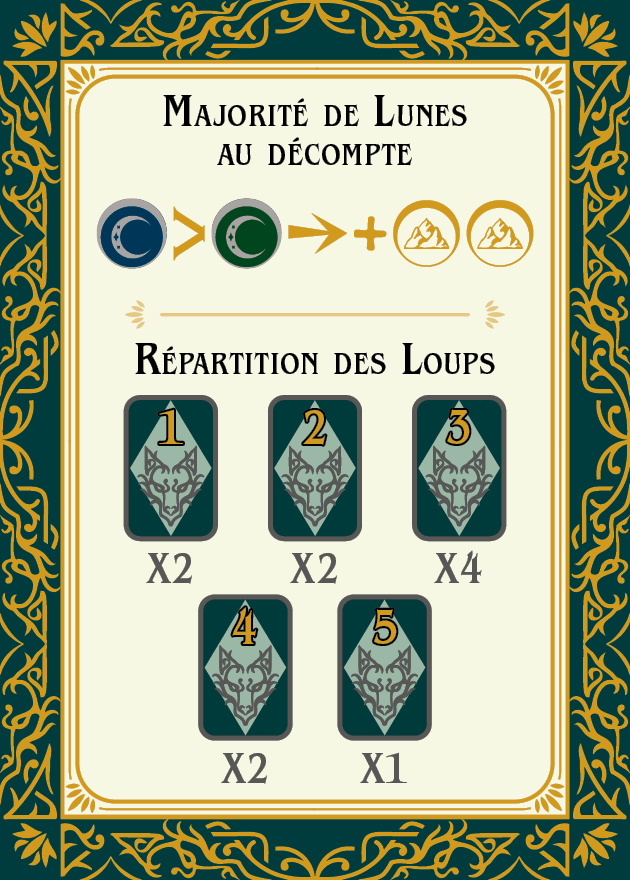 Majorité de Lunes
au décompte
> +
Répartition des Loups
1 2 3
X2 X2 X4
4 5
X2 X1